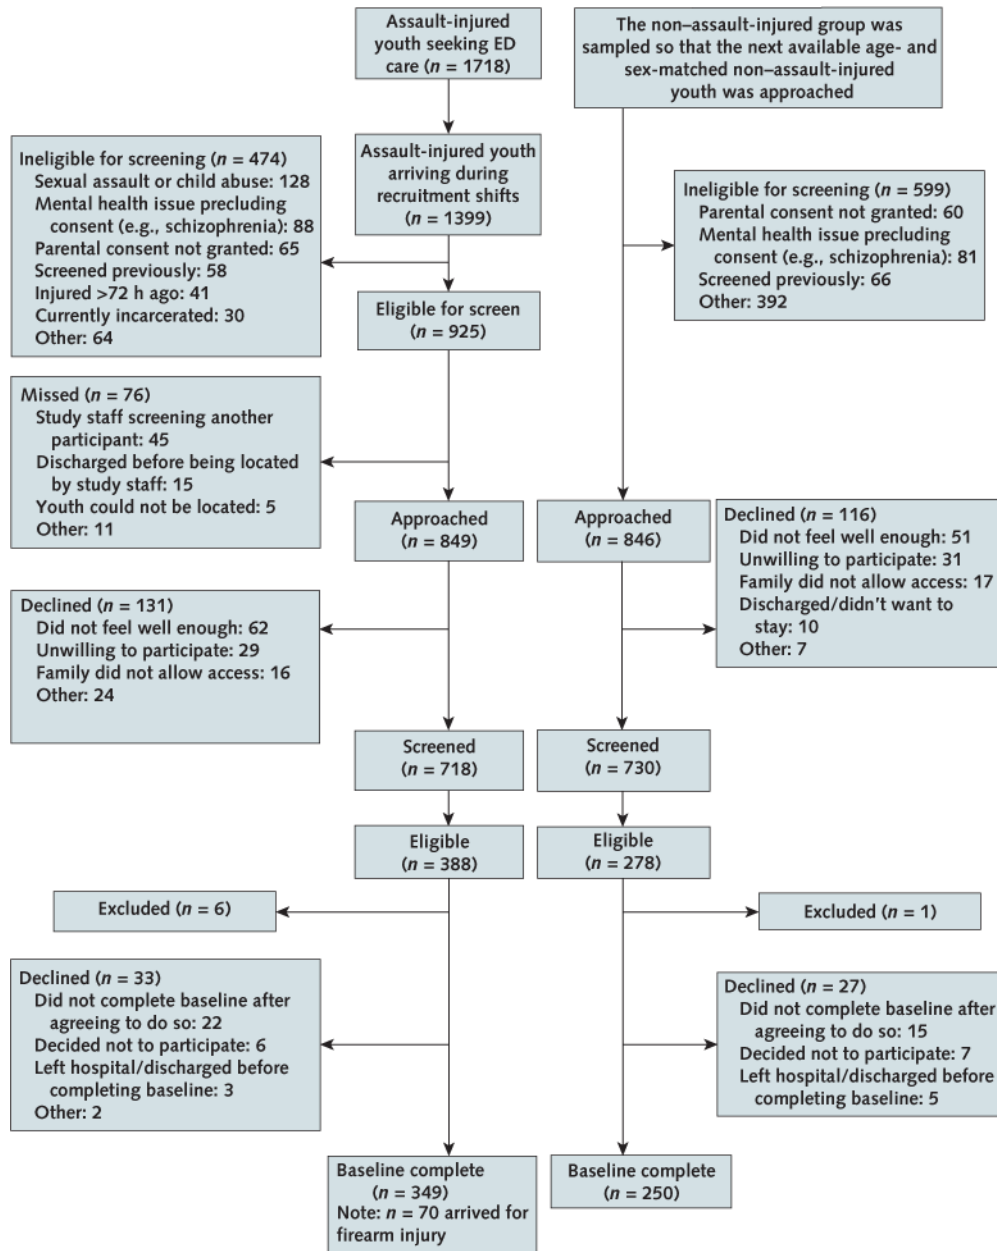 Assault-injured
youth seeking ED
care (n = 1718)
The non–assault-injured group was
sampled so that the next available age- and
sex-matched non–assault-injured
youth was approached
Assault-injured youth
arriving during
recruitment shifts
(n = 1399)
Ineligible for screening (n = 474)
Sexual assault or child abuse: 128
Mental health issue precluding
consent (e.g., schizophrenia): 88
Parental consent not granted: 65
Screened previously: 58
Injured >72 h ago: 41
Currently incarcerated: 30
Other: 64
Ineligible for screening (n = 599)
Parental consent not granted: 60
Mental health issue precluding
consent (e.g., schizophrenia): 81
Screened previously: 66
Other: 392
Eligible for screen
(n = 925)
Missed (n = 76)
Study staff screening another
participant: 45
Discharged before being located
by study staff: 15
Youth could not be located: 5
Other: 11
Approached
(n = 849)
Approached
(n = 846)
Declined (n = 116)
Did not feel well enough: 51
Unwilling to participate: 31
Family did not allow access: 17
Discharged/didn't want to
stay: 10
Other: 7
Declined (n = 131)
Did not feel well enough: 62
Unwilling to participate: 29
Family did not allow access: 16
Other: 24
Screened
(n = 718)
Screened
(n = 730)
Eligible
(n = 388)
Eligible
(n = 278)
Excluded (n = 6)
Excluded (n = 1)
Declined (n = 33)
Did not complete baseline after
agreeing to do so: 22
Decided not to participate: 6
Left hospital/discharged before
completing baseline: 3
Other: 2
Declined (n = 27)
Did not complete baseline after
agreeing to do so: 15
Decided not to participate: 7
Left hospital/discharged before
completing baseline: 5
Baseline complete
(n = 349)
Note: n = 70 arrived for
firearm injury
Baseline complete
(n = 250)